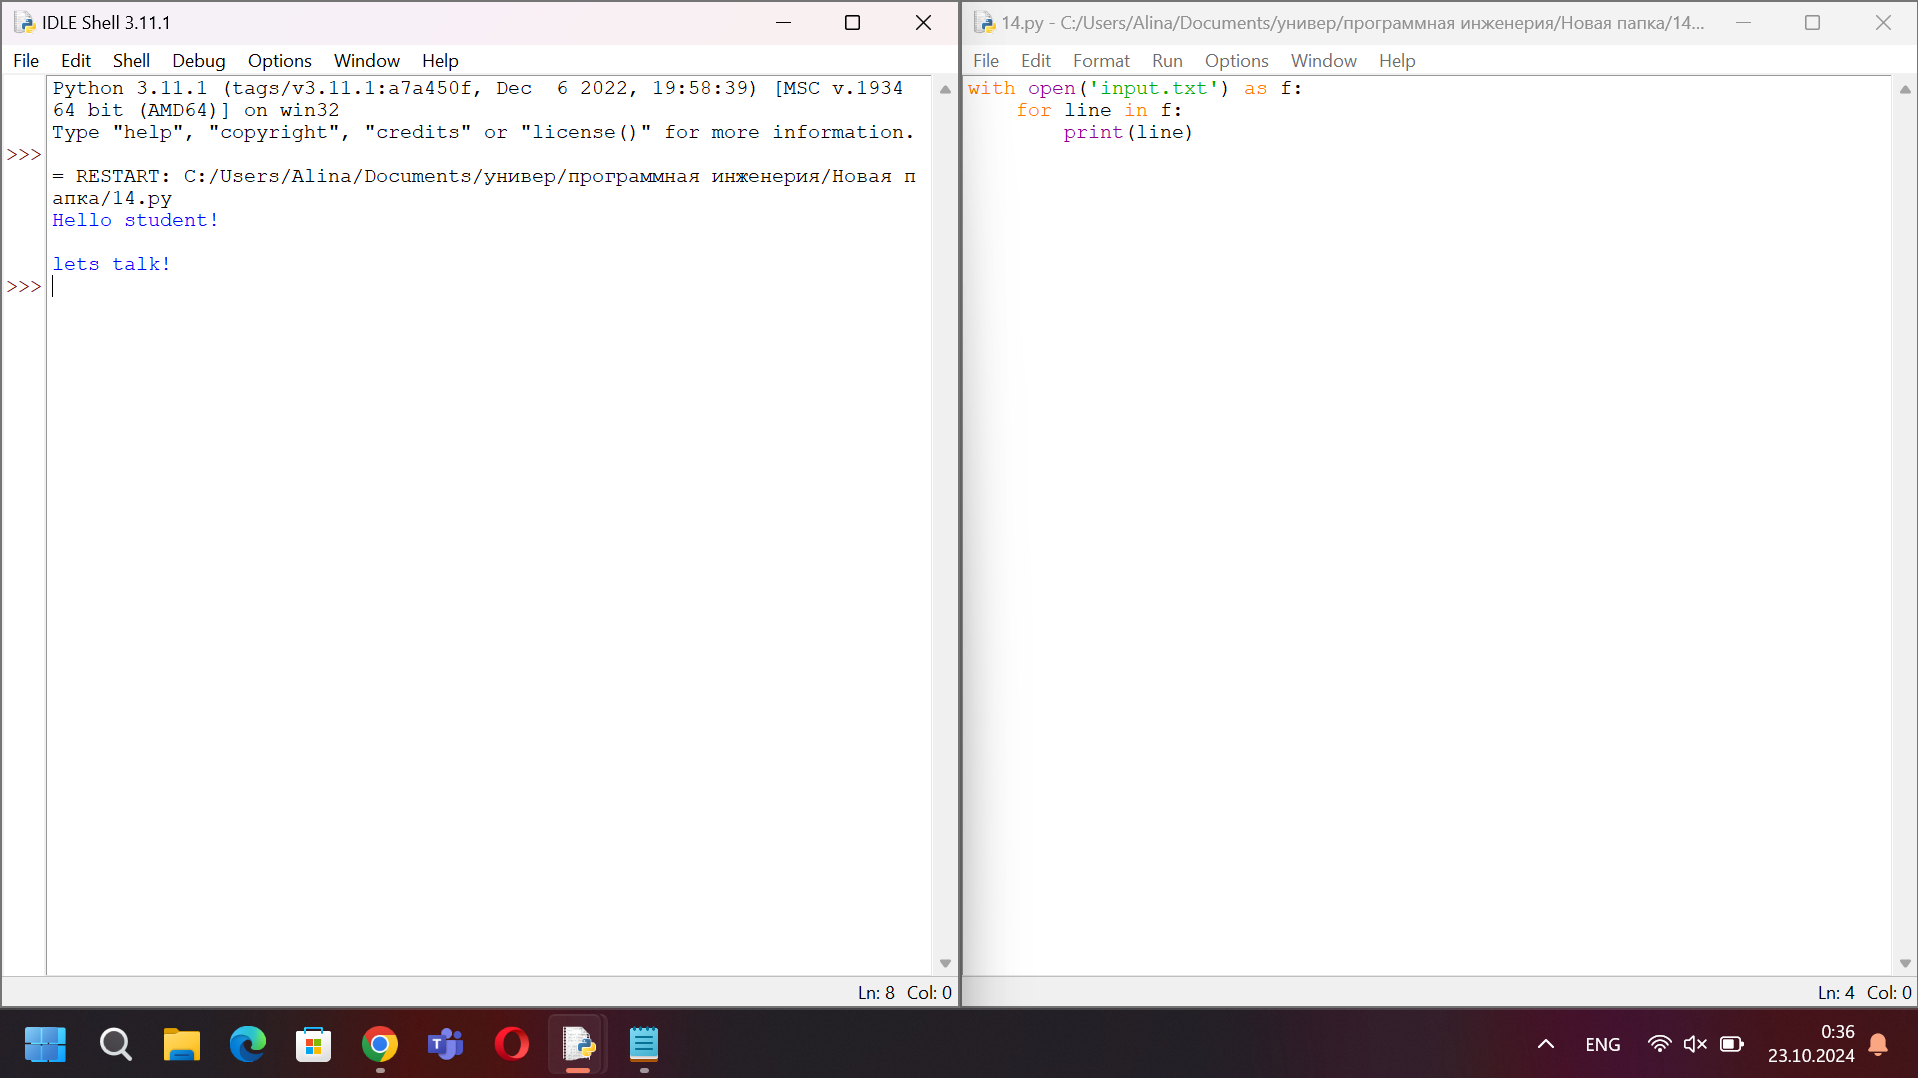 IDLE Shell 3.11.1
File Edit Shell Debug Options Window Help
Python 3.11.1 (tags/v3.11.1:a7a450f, Dec  6 2022, 19:58:39) [MSC v.1934
64 bit (AMD64)] on win32
Type "help", "copyright", "credits" or "license()" for more information.
>>>
= RESTART: C:/Users/Alina/Documents/универ/программная инженерия/Новая п
апка/14.py
Hello student!
lets talk!
>>>
Ln: 8 Col: 0
14.py - C:/Users/Alina/Documents/универ/программная инженерия/Новая папка/14...
File Edit Format Run Options Window Help
with open('input.txt') as f:
    for line in f:
        print(line)
Ln: 4 Col: 0
ENG
0:36
23.10.2024